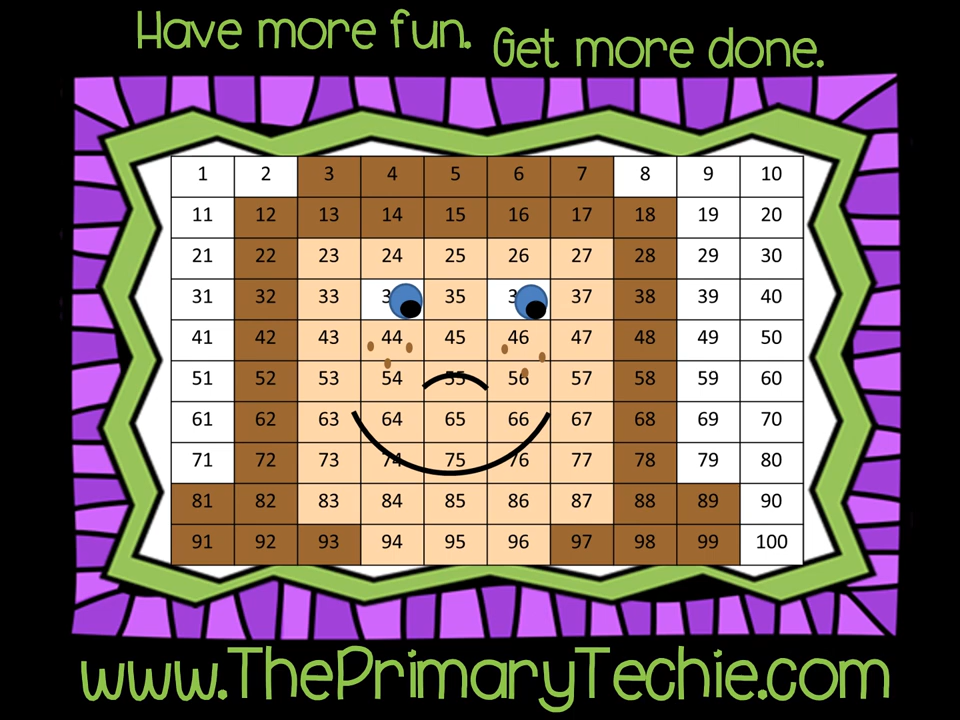 Have more fun. Get more done.
1 2 3 4 5 6 7 8 9 10
11 12 13 14 15 16 17 18 19 20
21 22 23 24 25 26 27 28 29 30
31 32 33 3 35 3 37 38 39 40
41 42 43 44 45 46 47 48 49 50
51 52 53 54 55 56 57 58 59 60
61 62 63 64 65 66 67 68 69 70
71 72 73 74 75 76 77 78 79 80
81 82 83 84 85 86 87 88 89 90
91 92 93 94 95 96 97 98 99 100
www.ThePrimaryTechie.com